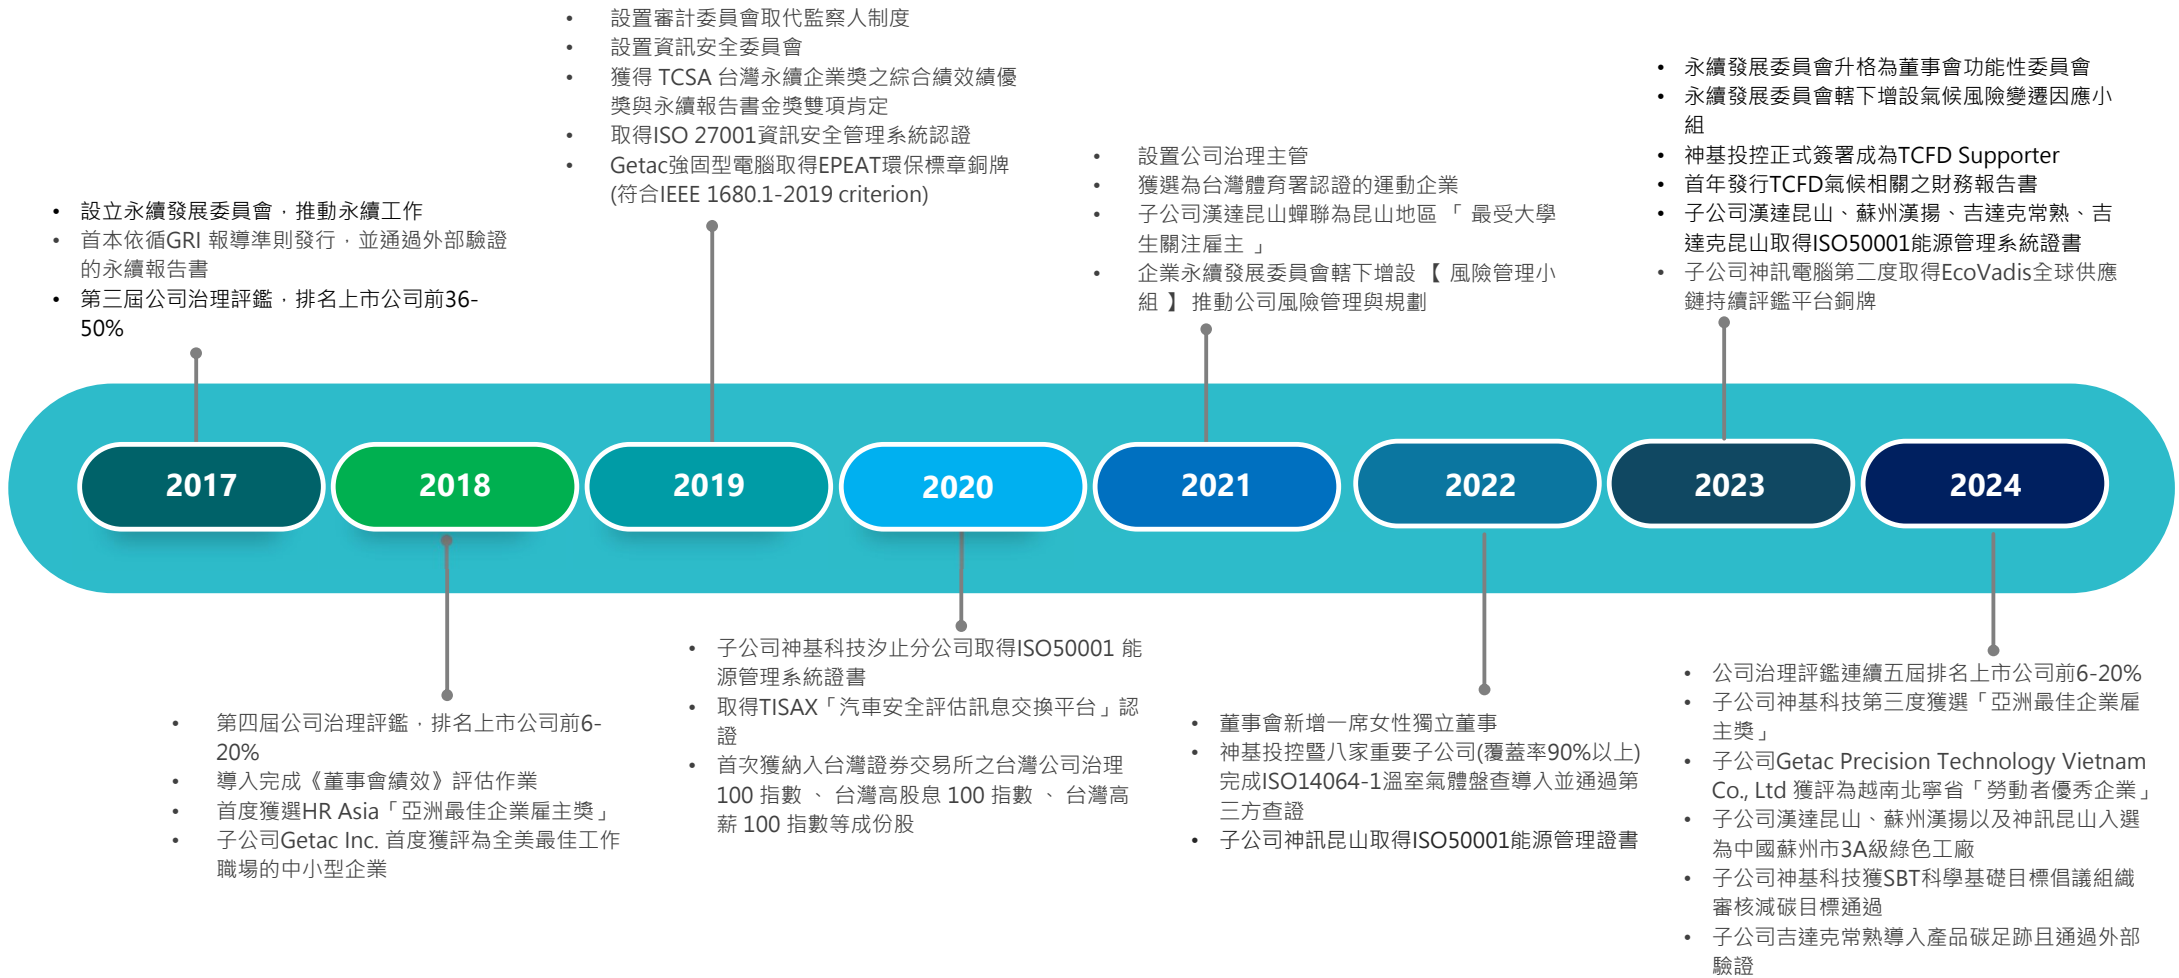 • 設立永續發展委員會，推動永續工作
• 首本依循GRI 報導準則發行，並通過外部驗證
的永續報告書
• 第三屆公司治理評鑑，排名上市公司前36-
50%
• 設置審計委員會取代監察人制度
• 設置資訊安全委員會
• 獲得 TCSA 台灣永續企業獎之綜合績效績優
獎與永續報告書金獎雙項肯定
• 取得ISO 27001資訊安全管理系統認證
• Getac強固型電腦取得EPEAT環保標章銅牌
(符合IEEE 1680.1-2019 criterion)
• 設置公司治理主管
• 獲選為台灣體育署認證的運動企業
• 子公司漢達昆山蟬聯為昆山地區 「 最受大學
生關注雇主 」
• 企業永續發展委員會轄下增設 【 風險管理小
組 】 推動公司風險管理與規劃
• 永續發展委員會升格為董事會功能性委員會
• 永續發展委員會轄下增設氣候風險變遷因應小
組
• 神基投控正式簽署成為TCFD Supporter
• 首年發行TCFD氣候相關之財務報告書
• 子公司漢達昆山、蘇州漢揚、吉達克常熟、吉
達克昆山取得ISO50001能源管理系統證書
• 子公司神訊電腦第二度取得EcoVadis全球供應
鏈持續評鑑平台銅牌
2017
2018
2019
2020
2021
2022
2023
2024
• 第四屆公司治理評鑑，排名上市公司前6-
20%
• 導入完成《董事會績效》評估作業
• 首度獲選HR Asia「亞洲最佳企業雇主獎」
• 子公司Getac Inc. 首度獲評為全美最佳工作
職場的中小型企業
• 子公司神基科技汐止分公司取得ISO50001 能
源管理系統證書
• 取得TISAX「汽車安全評估訊息交換平台」認
證
• 首次獲納入台灣證券交易所之台灣公司治理
100 指數 、 台灣高股息 100 指數 、 台灣高
薪 100 指數等成份股
• 董事會新增一席女性獨立董事
• 神基投控暨八家重要子公司(覆蓋率90%以上)
完成ISO14064-1溫室氣體盤查導入並通過第
三方查證
• 子公司神訊昆山取得ISO50001能源管理證書
• 公司治理評鑑連續五屆排名上市公司前6-20%
• 子公司神基科技第三度獲選「亞洲最佳企業雇
主獎」
• 子公司Getac Precision Technology Vietnam
Co., Ltd 獲評為越南北寧省「勞動者優秀企業」
• 子公司漢達昆山、蘇州漢揚以及神訊昆山入選
為中國蘇州市3A級綠色工廠
• 子公司神基科技獲SBT科學基礎目標倡議組織
審核減碳目標通過
• 子公司吉達克常熟導入產品碳足跡且通過外部
驗證